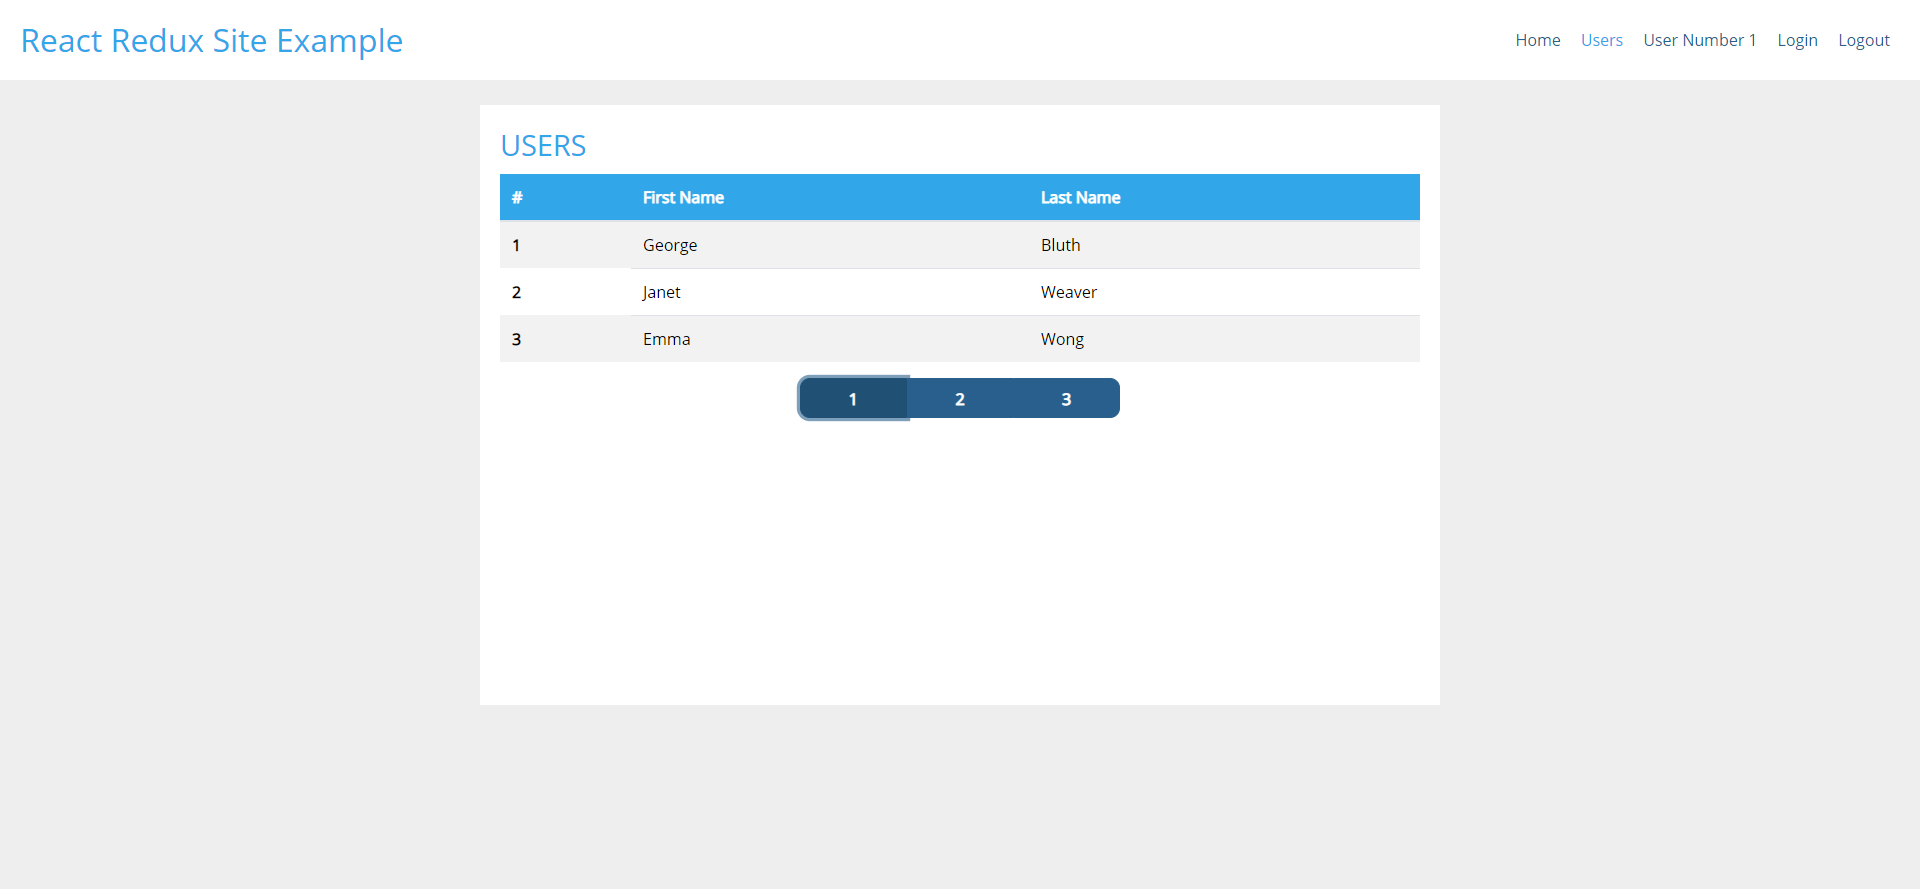 React Redux Site Example
Home Users User Number 1 Login Logout
USERS
# First Name Last Name
1 George Bluth
2 Janet Weaver
3 Emma Wong
1 2 3